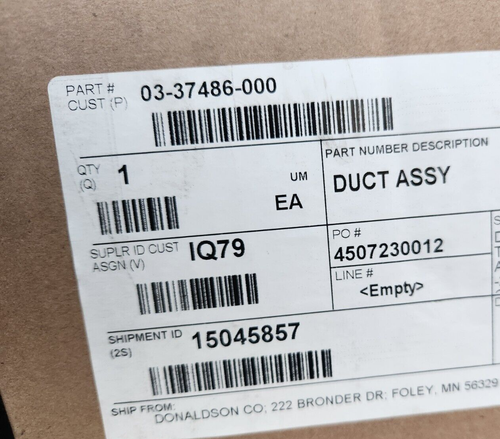 PART # 03-37486-000
CUST (P)
QTY 1
(Q)
UM
EA
PART NUMBER DESCRIPTION
DUCT ASSY
SUPLR ID CUST IQ79
ASGN (V)
PO #
4507230012
LINE #
<Empty>
SHIPMENT ID 15045857
(2S)
SHIP FROM:
DONALDSON CO; 222 BRONDER DR; FOLEY, MN 56329